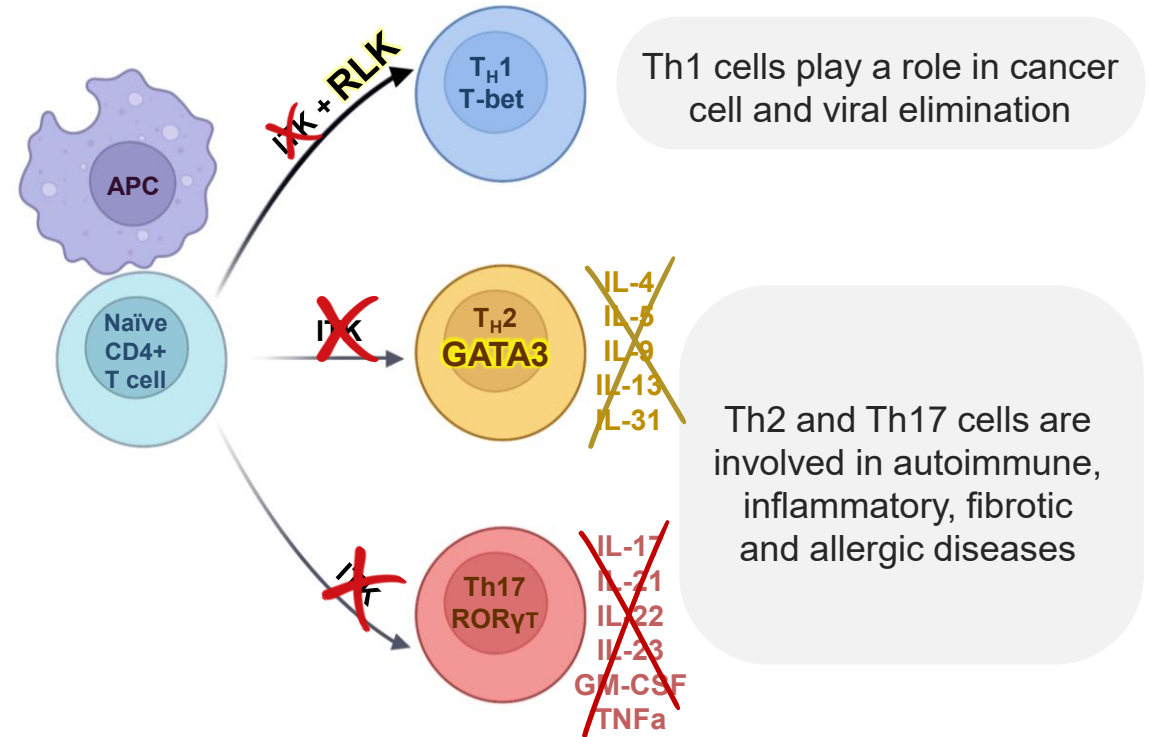 APC
Naïve
CD4+
T cell
ITK + RLK
TH1
T-bet
Th1 cells play a role in cancer
cell and viral elimination
ITK
TH2
GATA3
IL-4
IL-5
IL-9
IL-13
IL-31
Th2 and Th17 cells are
involved in autoimmune,
inflammatory, fibrotic
and allergic diseases
ITK
Th17
RORγT
IL-17
IL-21
IL-22
IL-23
GM-CSF
TNFa